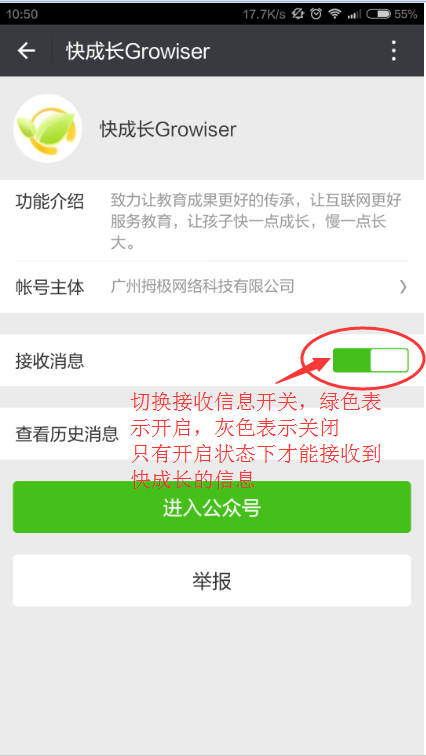 10:50 17.7K/s 55%
快成长Growiser
快成长Growiser
功能介绍 致力让教育成果更好的传承，让互联网更好
服务教育，让孩子快一点成长，慢一点长
大。
帐号主体 广州拇极网络科技有限公司
接收消息
切换接收信息开关，绿色表
示开启，灰色表示关闭
查看历史消息
只有开启状态下才能接收到
快成长的信息
进入公众号
举报